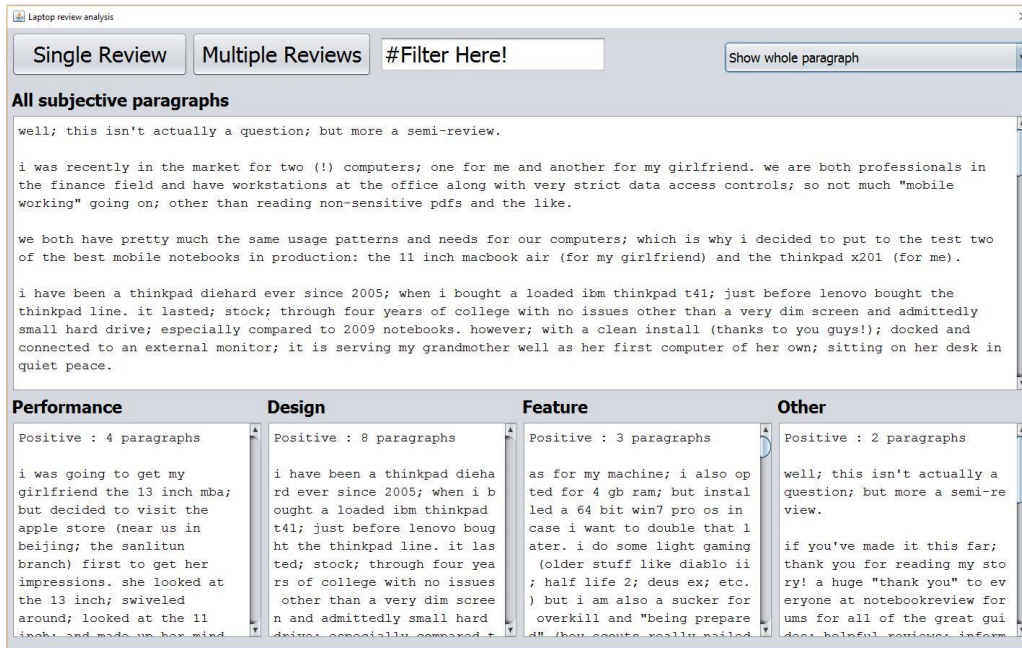 Laptop review analysis
Single Review
Multiple Reviews
#Filter Here!
Show whole paragraph
All subjective paragraphs
well; this isn't actually a question; but more a semi-review.
i was recently in the market for two (!) computers; one for me and another for my girlfriend. we are both professionals in
the finance field and have workstations at the office along with very strict data access controls; so not much "mobile
working" going on; other than reading non-sensitive pdfs and the like.
we both have pretty much the same usage patterns and needs for our computers; which is why i decided to put to the test two
of the best mobile notebooks in production: the 11 inch macbook air (for my girlfriend) and the thinkpad x201 (for me).
i have been a thinkpad diehard ever since 2005; when i bought a loaded ibm thinkpad t41; just before lenovo bought the
thinkpad line. it lasted; stock; through four years of college with no issues other than a very dim screen and admittedly
small hard drive; especially compared to 2009 notebooks. however; with a clean install (thanks to you guys!); docked and
connected to an external monitor; it is serving my grandmother well as her first computer of her own; sitting on her desk in
quiet peace.
Performance
Positive : 4 paragraphs
i was going to get my
girlfriend the 13 inch mba;
but decided to visit the
apple store (near us in
beijing; the sanlitun
branch) first to get her
impressions. she looked at
the 13 inch; swiveled
around; looked at the 11
inch; and made up her mind
Design
Positive : 8 paragraphs
i have been a thinkpad dieha
rd ever since 2005; when i b
ought a loaded ibm thinkpad
t41; just before lenovo boug
ht the thinkpad line. it las
ted; stock; through four yea
rs of college with no issues
other than a very dim scree
n and admittedly small hard
drive; especially compared t
Feature
Positive : 3 paragraphs
as for my machine; i also op
ted for 4 gb ram; but instal
led a 64 bit win7 pro os in
case i want to double that l
ater. i do some light gaming
(older stuff like diablo ii
; half life 2; deus ex; etc.
) but i am also a sucker for
overkill and "being prepare
d" (boy scouts really nailed
Other
Positive : 2 paragraphs
well; this isn't actually a
question; but more a semi-re
view.
if you've made it this far;
thank you for reading my sto
ry! a huge "thank you" to ev
eryone at notebookreview for
ums for all of the great gui
des; helpful reviews; inform